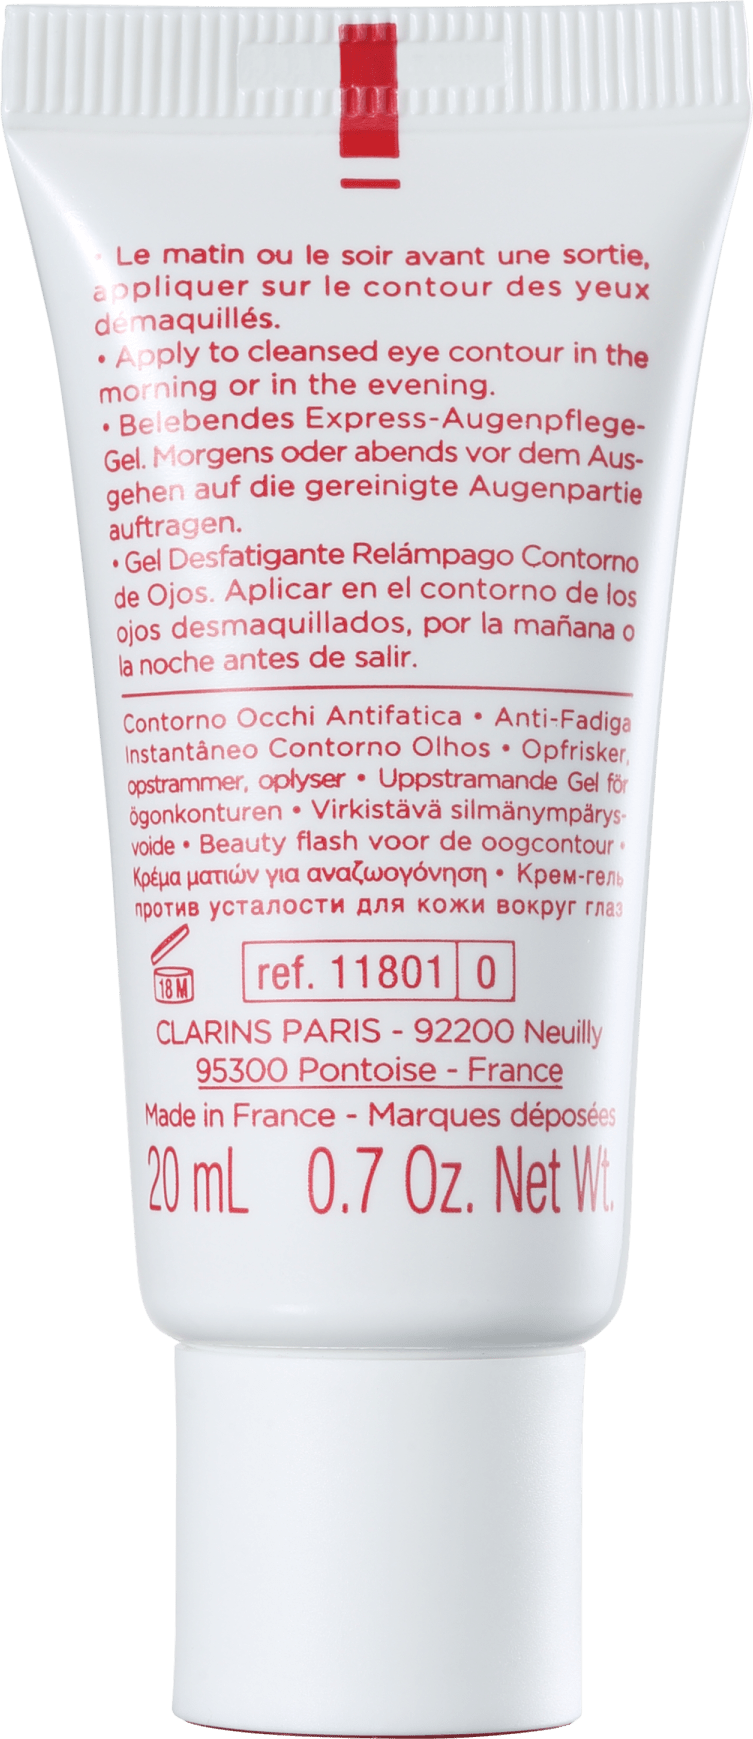 • Le matin ou le soir avant une sortie,
appliquer sur le contour des yeux
démaquillés.
• Apply to cleansed eye contour in the
morning or in the evening.
• Belebendes Express-Augenpflege-
Gel. Morgens oder abends vor dem Aus-
gehen auf die gereinigte Augenpartie
auftragen.
• Gel Desfatigante Relámpago Contorno
de Ojos. Aplicar en el contorno de los
ojos desmaquillados, por la mañana o
la noche antes de salir.
Contorno Occhi Antifatica • Anti-Fadiga
Instantâneo Contorno Olhos • Opfrisker,
opstrammer, oplyser • Uppstramande Gel för
ögonkonturen • Virkistävä silmänympärys-
voide • Beauty flash voor de oogcontour •
Κρέμα ματιών για αναζωογόνηση • Крем-гель
против усталости для кожи вокруг глаз
18 M ref. 11801 0
CLARINS PARIS - 92200 Neuilly
95300 Pontoise - France
Made in France - Marques déposées
20 mL 0.7 Oz. Net Wt.